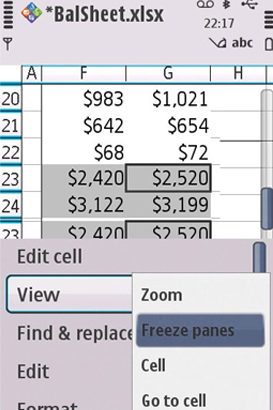 *BalSheet.xlsx
22:17
abc
A F G H
20 $983 $1,021
21 $642 $654
22 $68 $72
23 $2,420 $2,520
24 $3,122 $3,199
23 $2,420 $2,520
Edit cell
View
Zoom
Find & replace
Freeze panes
Edit
Cell
Format
Go to cell